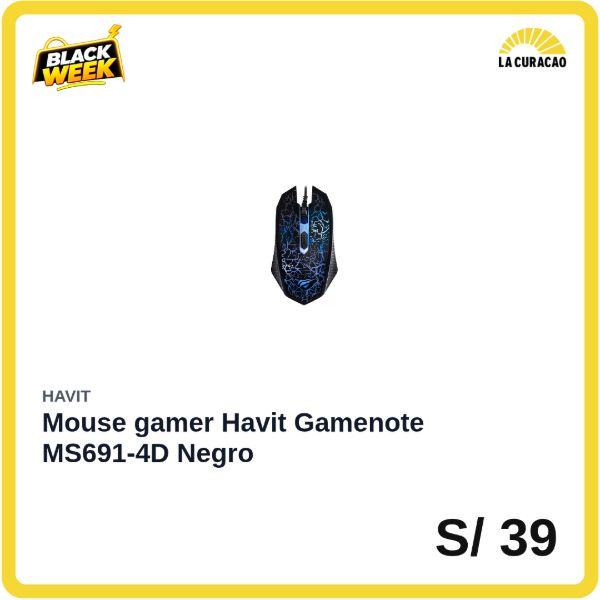 BLACK
WEEK
LA CURACAO
HAVIT
Mouse gamer Havit Gamenote
MS691-4D Negro
S/ 39